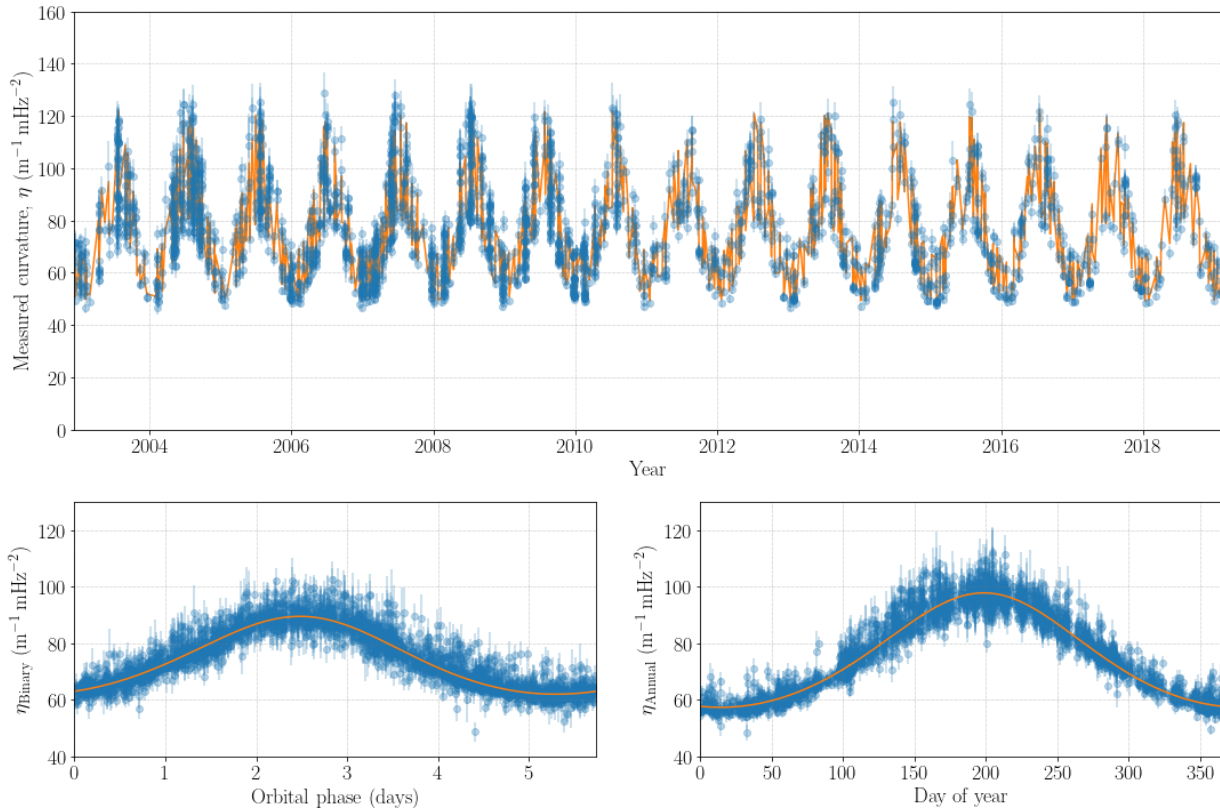 160
140
120
100
80
60
40
20
0
Measured curvature, η (m⁻¹ mHz⁻²)
2004 2006 2008 2010 2012 2014 2016 2018
Year
120
100
80
60
40
η_Binary (m⁻¹ mHz⁻²)
0 1 2 3 4 5
Orbital phase (days)
120
100
80
60
40
η_Annual (m⁻¹ mHz⁻²)
0 50 100 150 200 250 300 350
Day of year